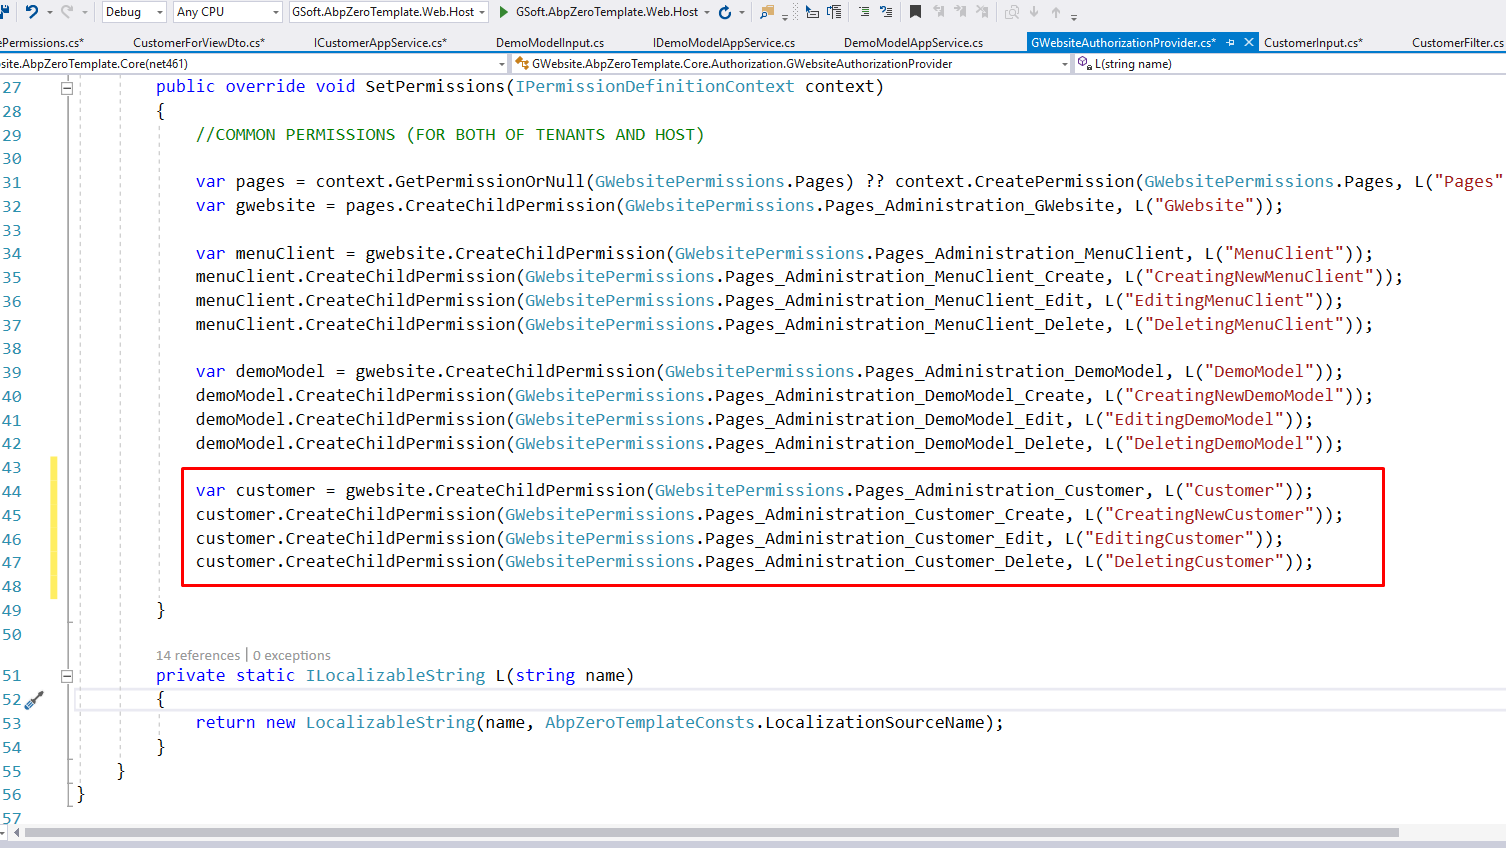 Debug Any CPU GSoft.AbpZeroTemplate.Web.Host GSoft.AbpZeroTemplate.Web.Host
Permissions.cs* CustomerForViewDto.cs* ICustomerAppService.cs* DemoModelInput.cs IDemoModelAppService.cs DemoModelAppService.cs GWebsiteAuthorizationProvider.cs* CustomerInput.cs* CustomerFilter.cs
site.AbpZeroTemplate.Core(net461) GWebsite.AbpZeroTemplate.Core.Authorization.GWebsiteAuthorizationProvider L(string name)
27 public override void SetPermissions(IPermissionDefinitionContext context)
28 {
29 //COMMON PERMISSIONS (FOR BOTH OF TENANTS AND HOST)
30
31 var pages = context.GetPermissionOrNull(GWebsitePermissions.Pages) ?? context.CreatePermission(GWebsitePermissions.Pages, L("Pages"
32 var gwebsite = pages.CreateChildPermission(GWebsitePermissions.Pages_Administration_GWebsite, L("GWebsite"));
33
34 var menuClient = gwebsite.CreateChildPermission(GWebsitePermissions.Pages_Administration_MenuClient, L("MenuClient"));
35 menuClient.CreateChildPermission(GWebsitePermissions.Pages_Administration_MenuClient_Create, L("CreatingNewMenuClient"));
36 menuClient.CreateChildPermission(GWebsitePermissions.Pages_Administration_MenuClient_Edit, L("EditingMenuClient"));
37 menuClient.CreateChildPermission(GWebsitePermissions.Pages_Administration_MenuClient_Delete, L("DeletingMenuClient"));
38
39 var demoModel = gwebsite.CreateChildPermission(GWebsitePermissions.Pages_Administration_DemoModel, L("DemoModel"));
40 demoModel.CreateChildPermission(GWebsitePermissions.Pages_Administration_DemoModel_Create, L("CreatingNewDemoModel"));
41 demoModel.CreateChildPermission(GWebsitePermissions.Pages_Administration_DemoModel_Edit, L("EditingDemoModel"));
42 demoModel.CreateChildPermission(GWebsitePermissions.Pages_Administration_DemoModel_Delete, L("DeletingDemoModel"));
43
44 var customer = gwebsite.CreateChildPermission(GWebsitePermissions.Pages_Administration_Customer, L("Customer"));
45 customer.CreateChildPermission(GWebsitePermissions.Pages_Administration_Customer_Create, L("CreatingNewCustomer"));
46 customer.CreateChildPermission(GWebsitePermissions.Pages_Administration_Customer_Edit, L("EditingCustomer"));
47 customer.CreateChildPermission(GWebsitePermissions.Pages_Administration_Customer_Delete, L("DeletingCustomer"));
48
49 }
50
14 references | 0 exceptions
51 private static ILocalizableString L(string name)
52 {
53 return new LocalizableString(name, AbpZeroTemplateConsts.LocalizationSourceName);
54 }
55 }
56 }
57